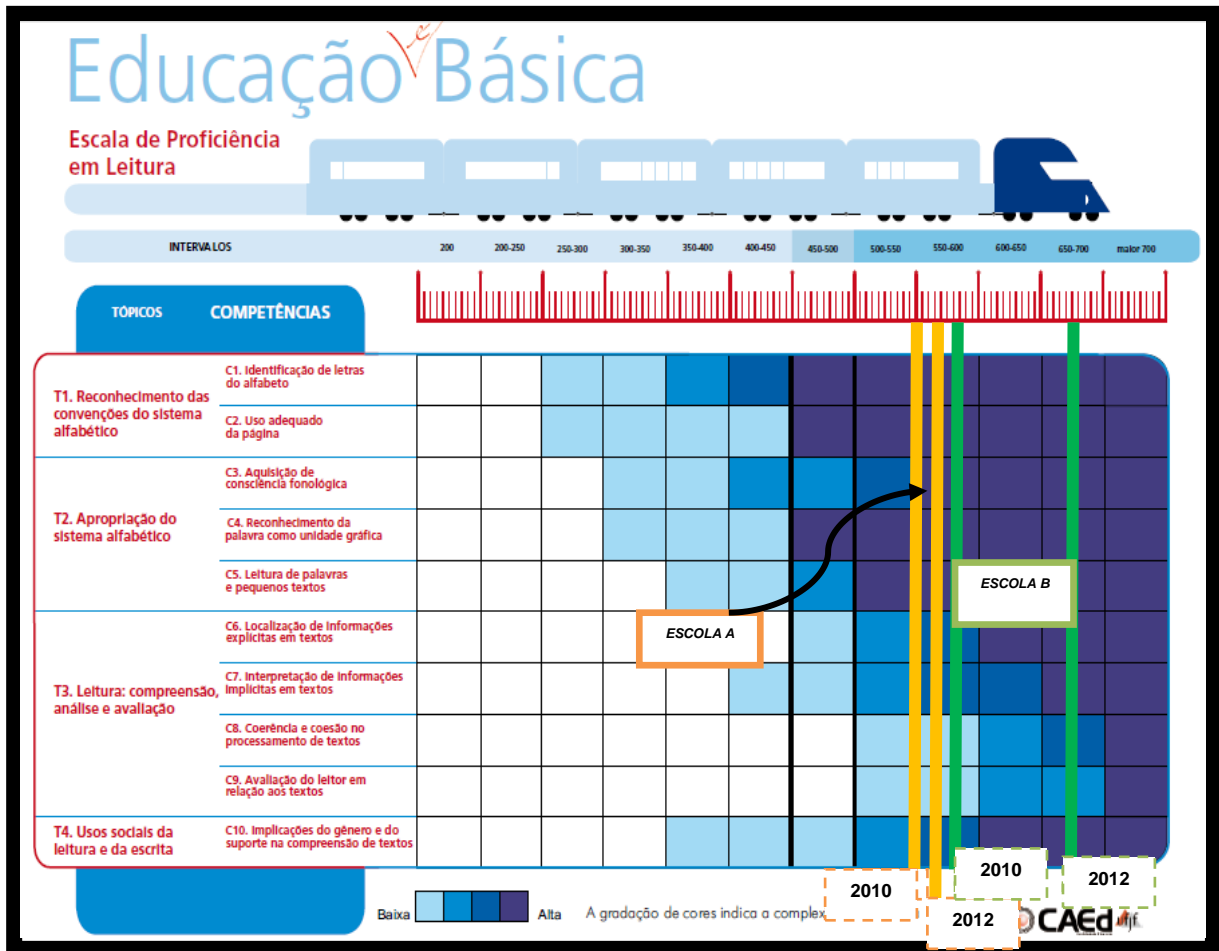 Educação e Básica
Escala de Proficiência
em Leitura
INTERVALOS 200 200-250 250-300 300-350 350-400 400-450 450-500 500-550 550-600 600-650 650-700 maior 700
TÓPICOS COMPETÊNCIAS
T1. Reconhecimento das
convenções do sistema
alfabético
C1. Identificação de letras
do alfabeto
C2. Uso adequado
da página
T2. Apropriação do
sistema alfabético
C3. Aquisição de
consciência fonológica
C4. Reconhecimento da
palavra como unidade gráfica
C5. Leitura de palavras
e pequenos textos
T3. Leitura: compreensão,
análise e avaliação
C6. Localização de informações
explícitas em textos
C7. Interpretação de informações
implícitas em textos
C8. Coerência e coesão no
processamento de textos
C9. Avaliação do leitor em
relação aos textos
T4. Usos sociais da
leitura e da escrita
C10. Implicações do gênero e do
suporte na compreensão de textos
ESCOLA A
ESCOLA B
2010
2012
2010
2012
Baixa Alta A gradação de cores indica a complex
CAEd ufjf